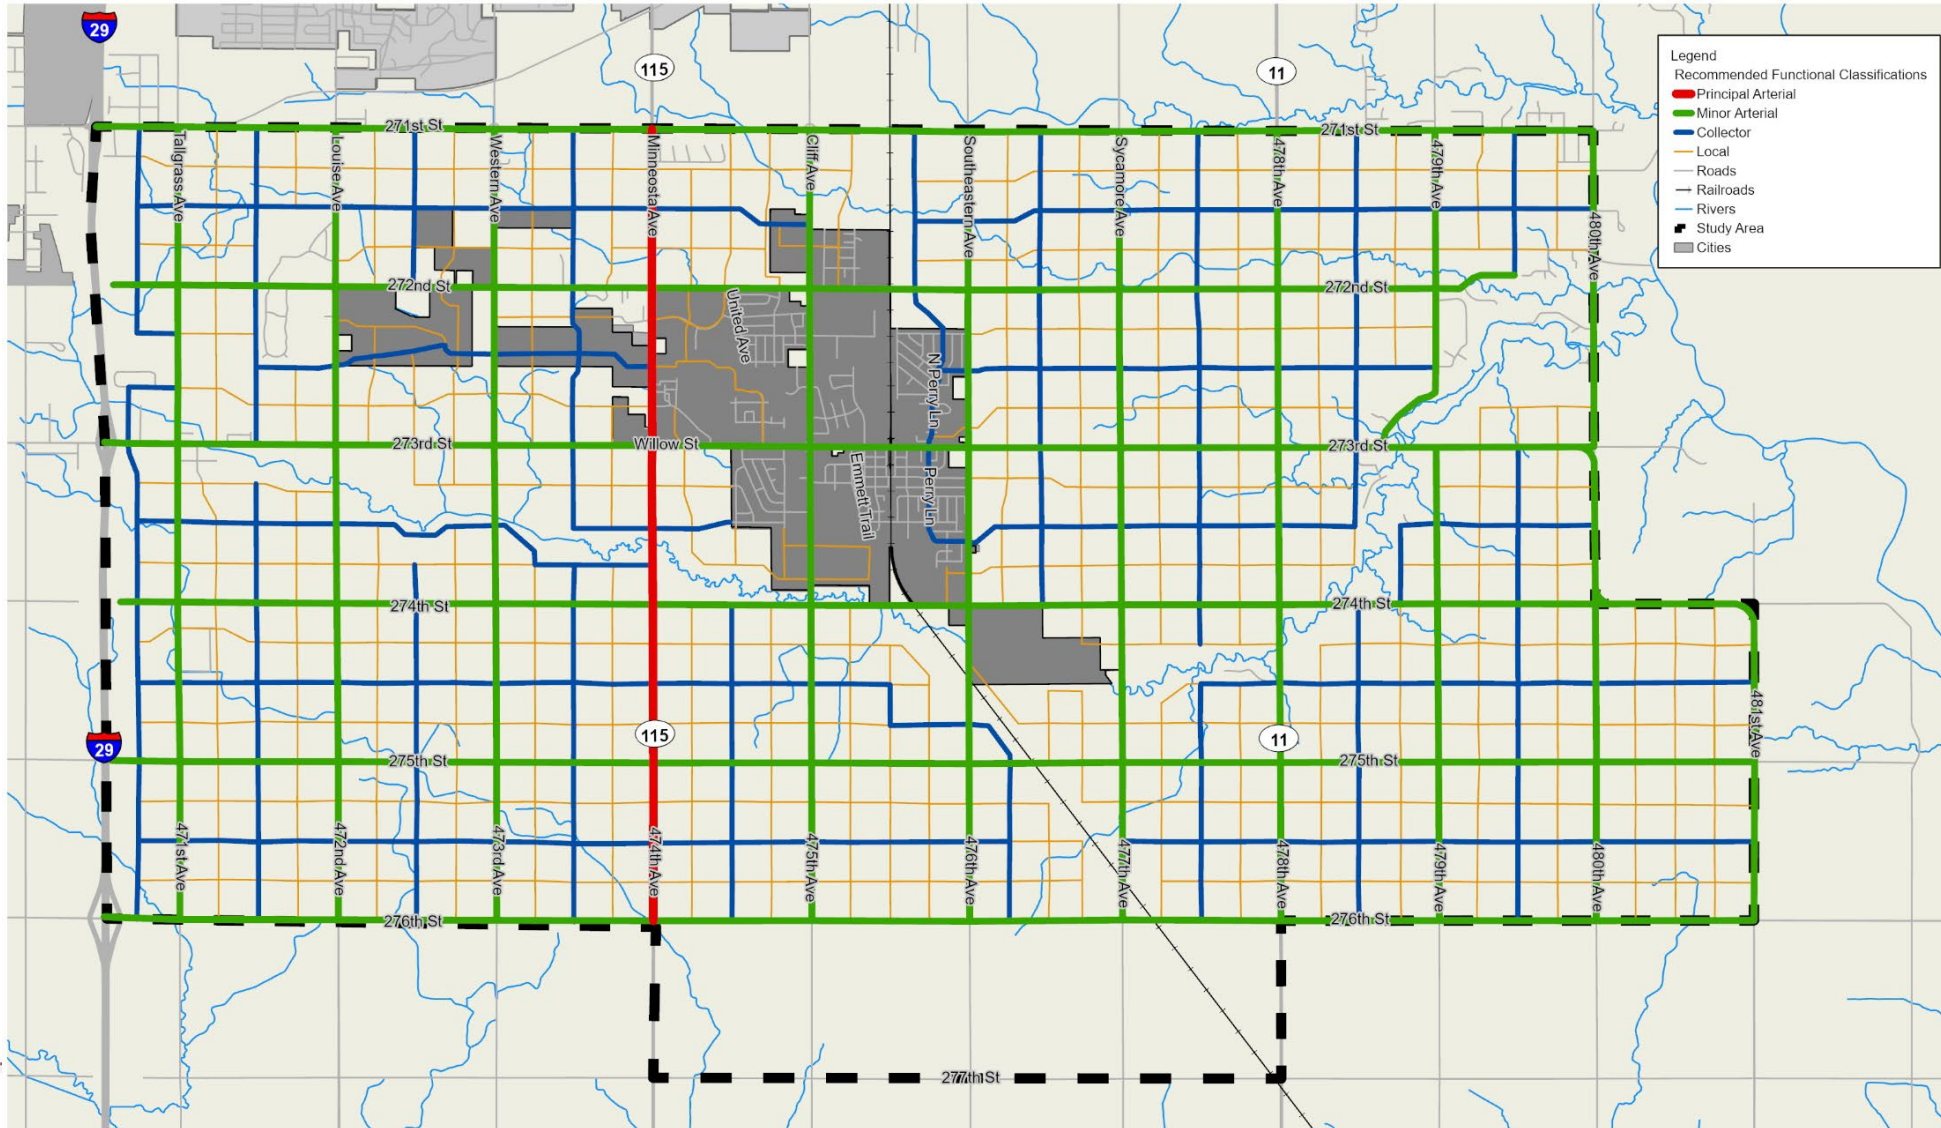 29
115
11
Legend
Recommended Functional Classifications
Principal Arterial
Minor Arterial
Collector
Local
Roads
Railroads
Rivers
Study Area
Cities
271st St
271st St
Tallgrass Ave
Louise Ave
Western Ave
Minneosta Ave
Cliff Ave
Southeastern Ave
Sycamore Ave
478th Ave
479th Ave
480th Ave
272nd St
272nd St
United Ave
N Perry Ln
273rd St
Willow St
273rd St
Emmett Trail
Perry Ln
274th St
274th St
481st Ave
29
115
11
275th St
275th St
471st Ave
472nd Ave
473rd Ave
474th Ave
475th Ave
476th Ave
477th Ave
478th Ave
479th Ave
480th Ave
276th St
276th St
277th St